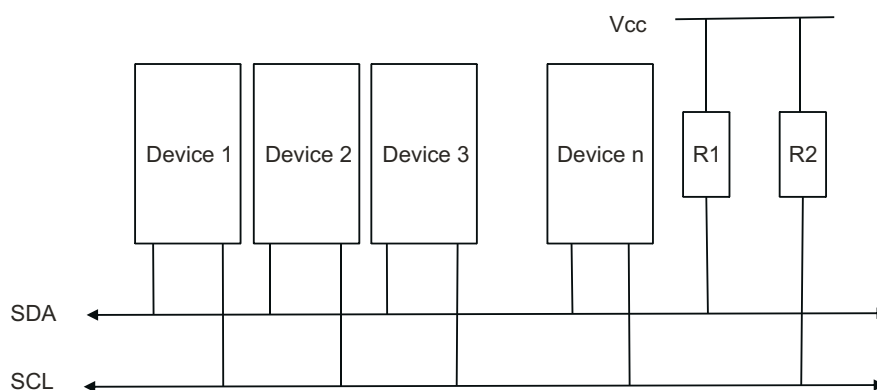 Vcc
Device 1
Device 2
Device 3
Device n
R1
R2
SDA
SCL